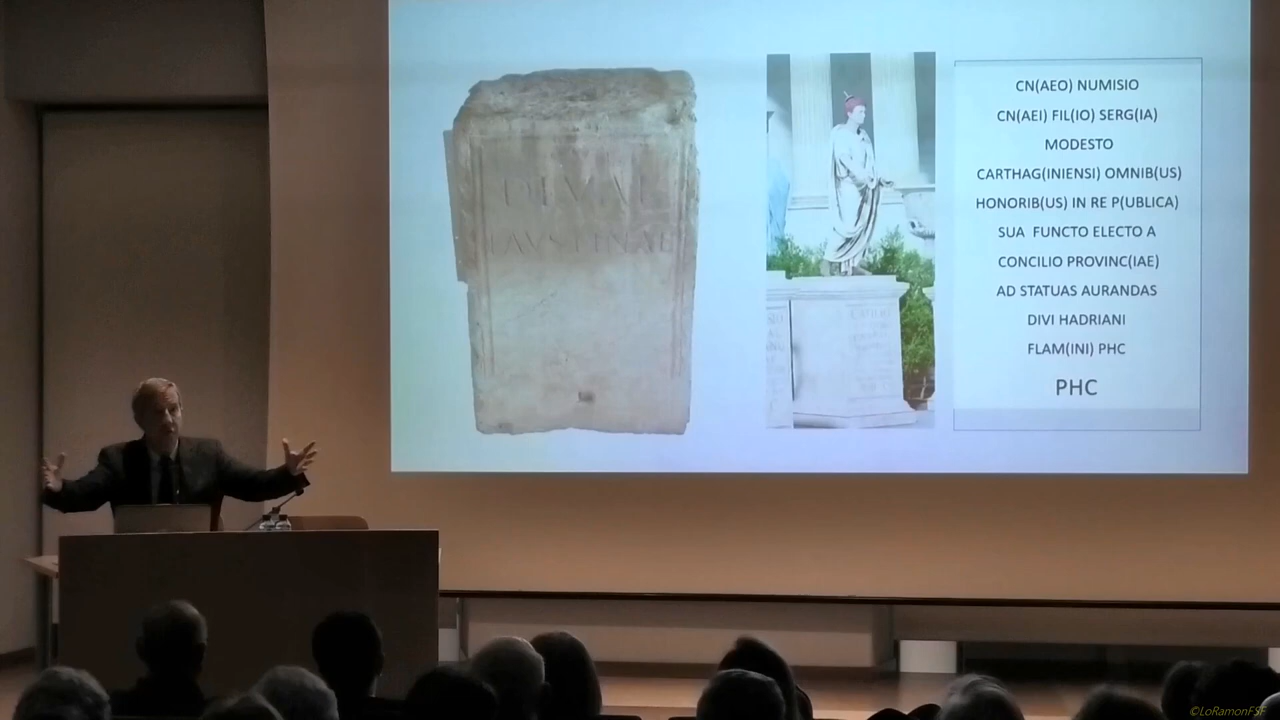 DIVAE
FAVSTINAE
CN(AEO) NUMISIO
CN(AEI) FIL(IO) SERG(IA)
MODESTO
CARTHAG(INIENSI) OMNIB(US)
HONORIB(US) IN RE P(UBLICA)
SUA FUNCTO ELECTO A
CONCILIO PROVINC(IAE)
AD STATUAS AURANDAS
DIVI HADRIANI
FLAM(INI) PHC
PHC
©LoRamonFSF